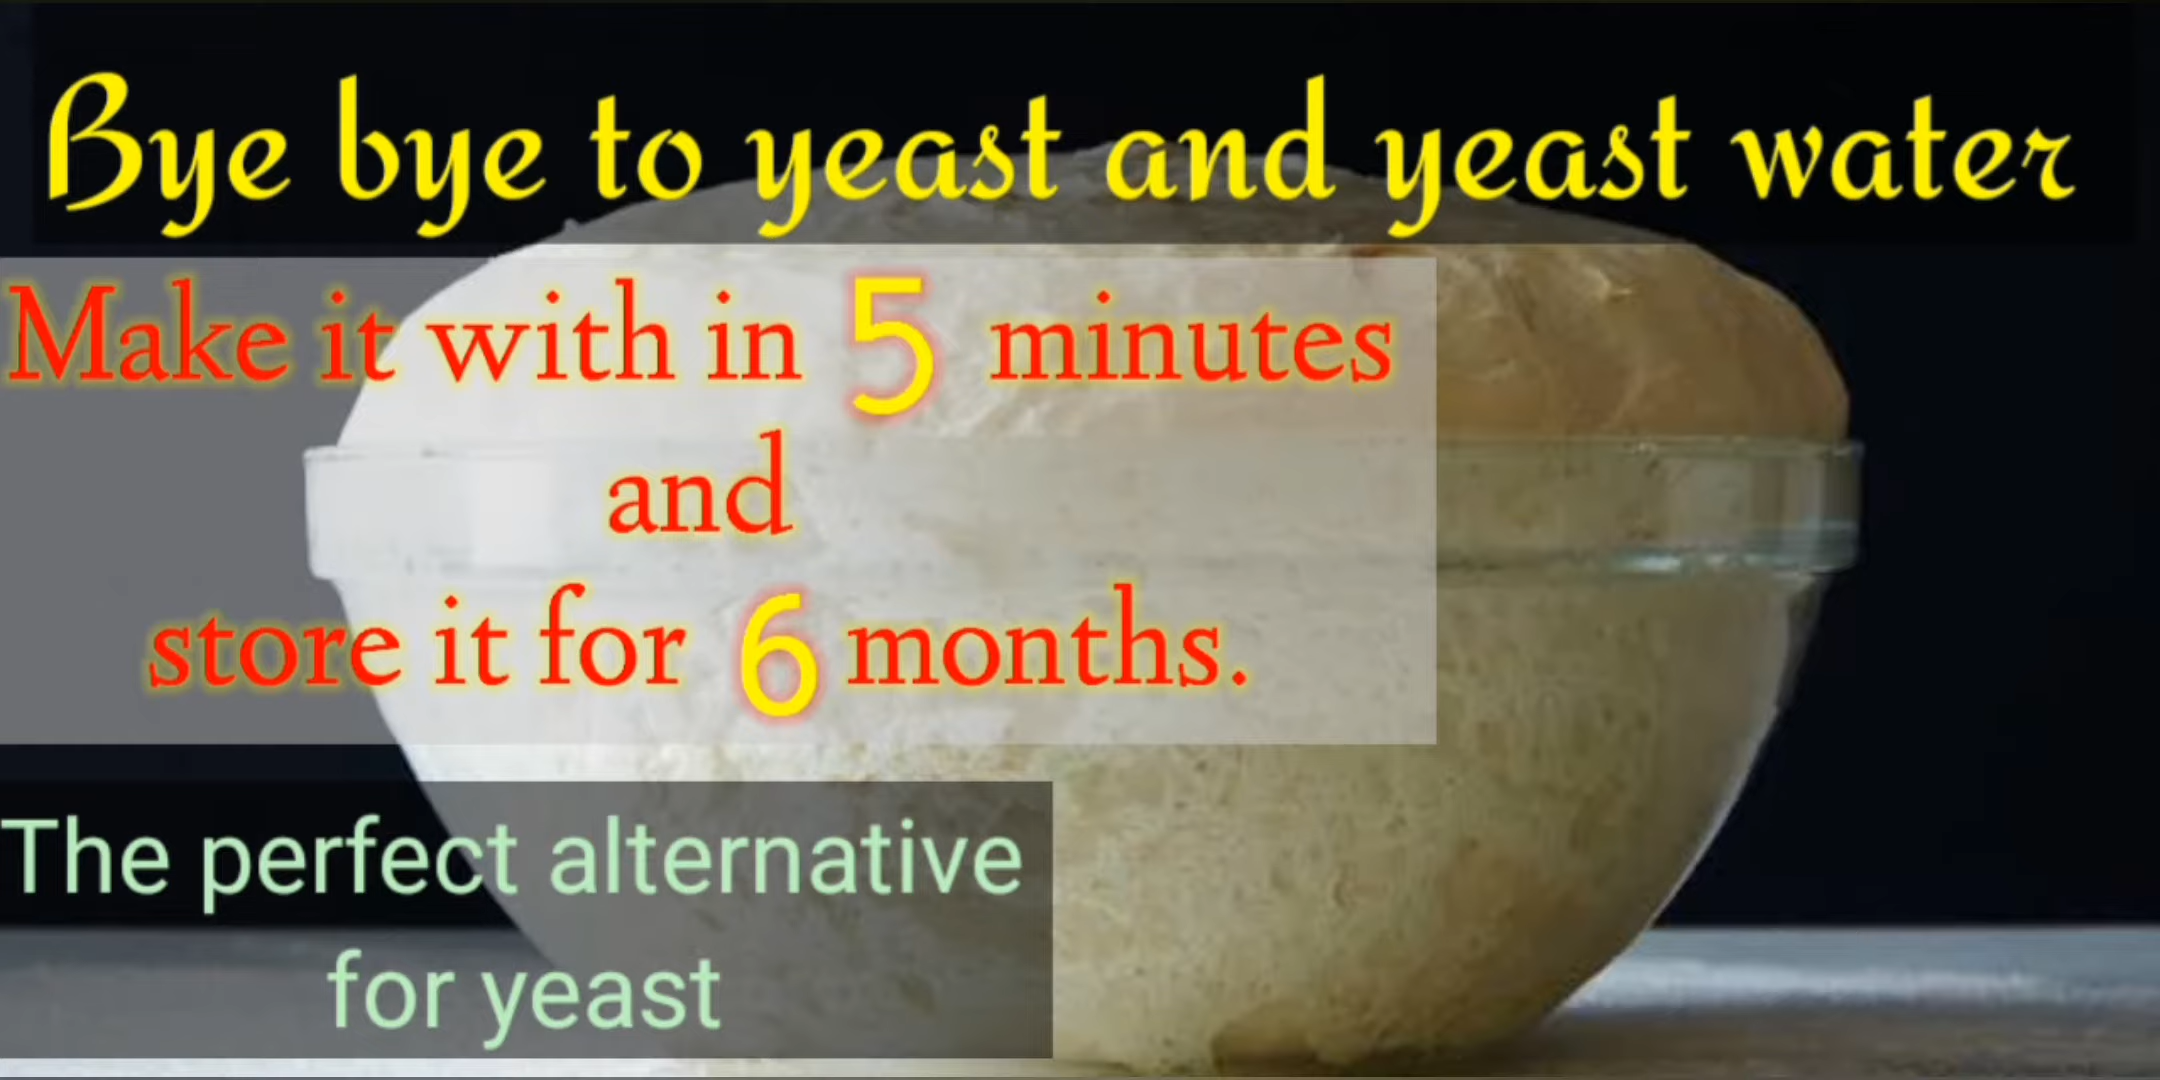 Bye bye to yeast and yeast water
Make it with in 5 minutes
and
store it for 6 months.
The perfect alternative
for yeast